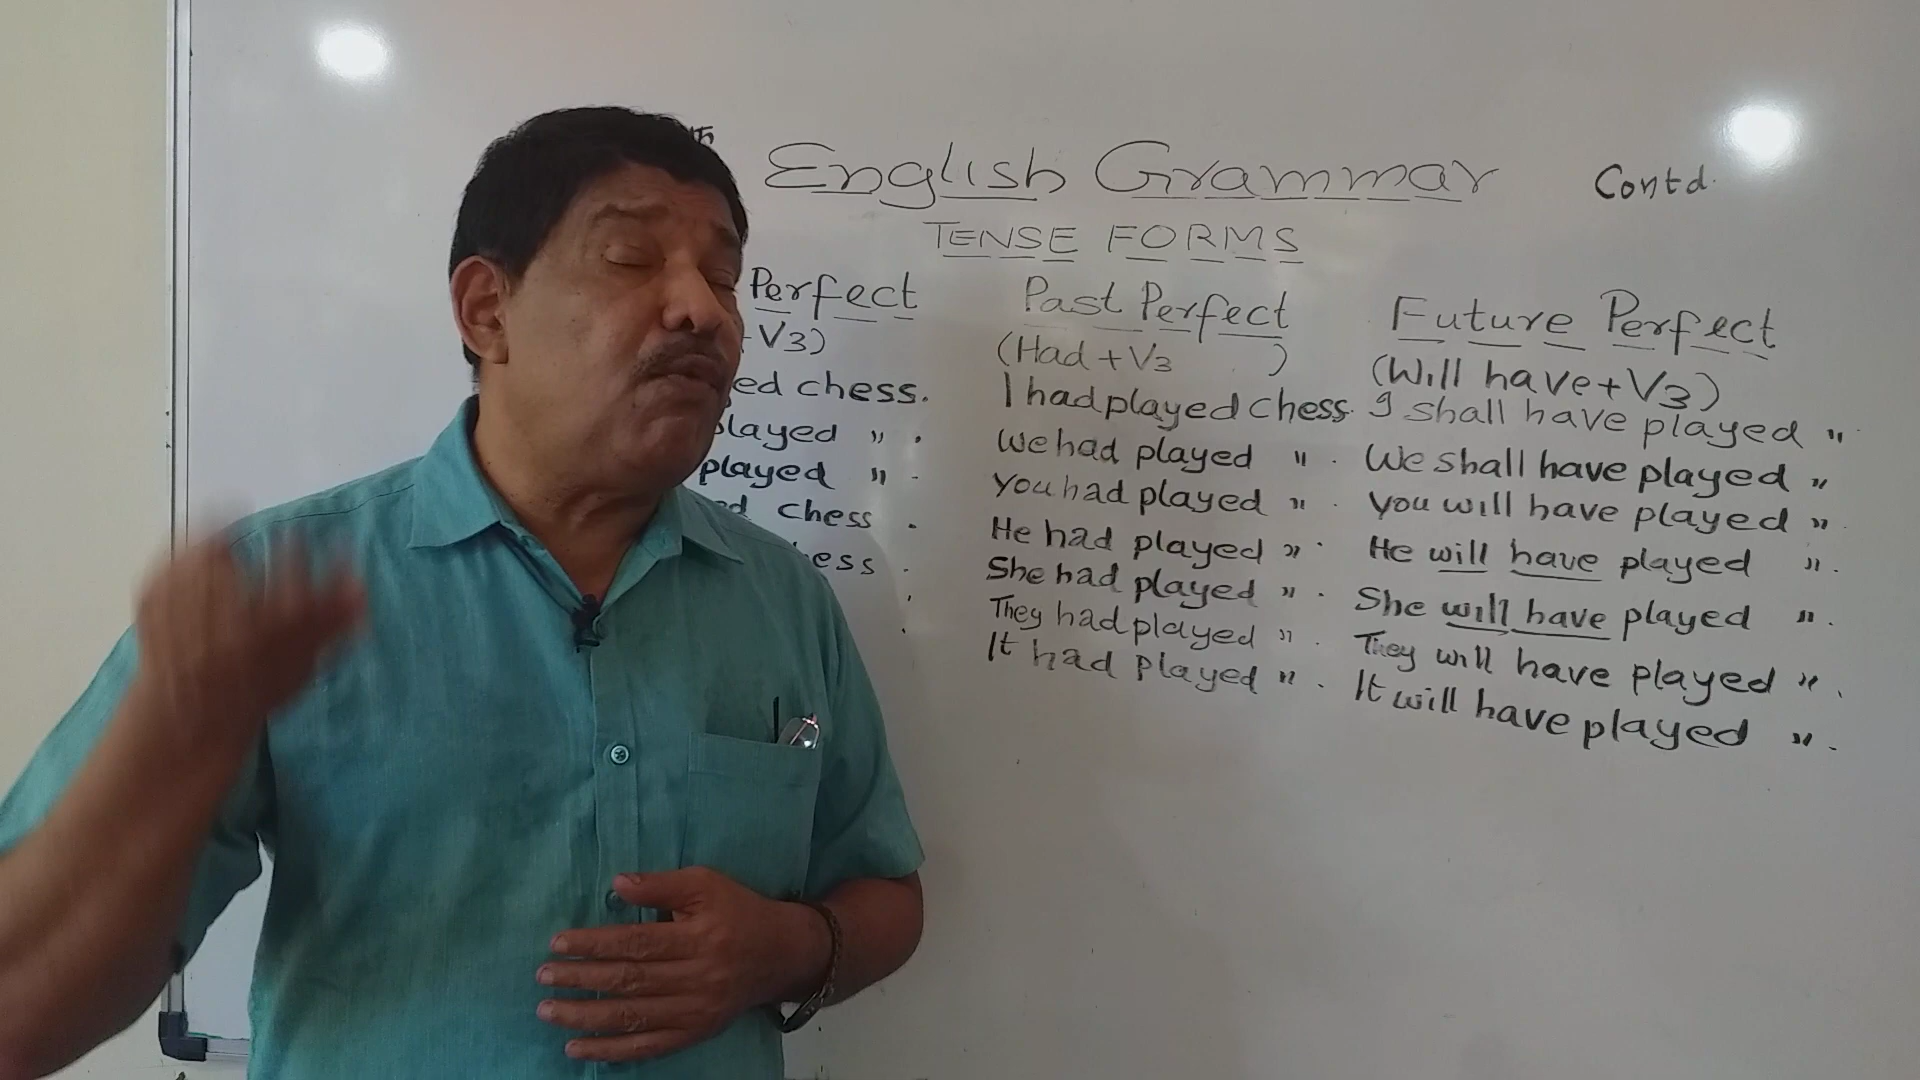 English Grammar Contd.
TENSE FORMS
Perfect Past Perfect Future Perfect
V3) (Had + V3 ) (Will have + V3)
chess. I had played chess. I shall have played "
played " . We had played " . We shall have played "
played " . You had played " . You will have played "
chess . He had played " . He will have played " .
She had played " . She will have played " .
They had played " . They will have played " .
It had played " . It will have played " .